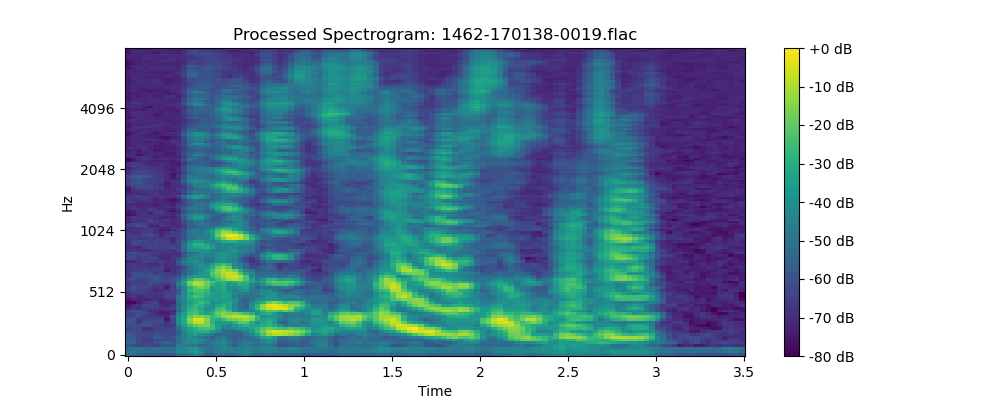 Processed Spectrogram: 1462-170138-0019.flac
Hz
4096
2048
1024
512
0
0 0.5 1 1.5 2 2.5 3 3.5
Time
+0 dB
-10 dB
-20 dB
-30 dB
-40 dB
-50 dB
-60 dB
-70 dB
-80 dB